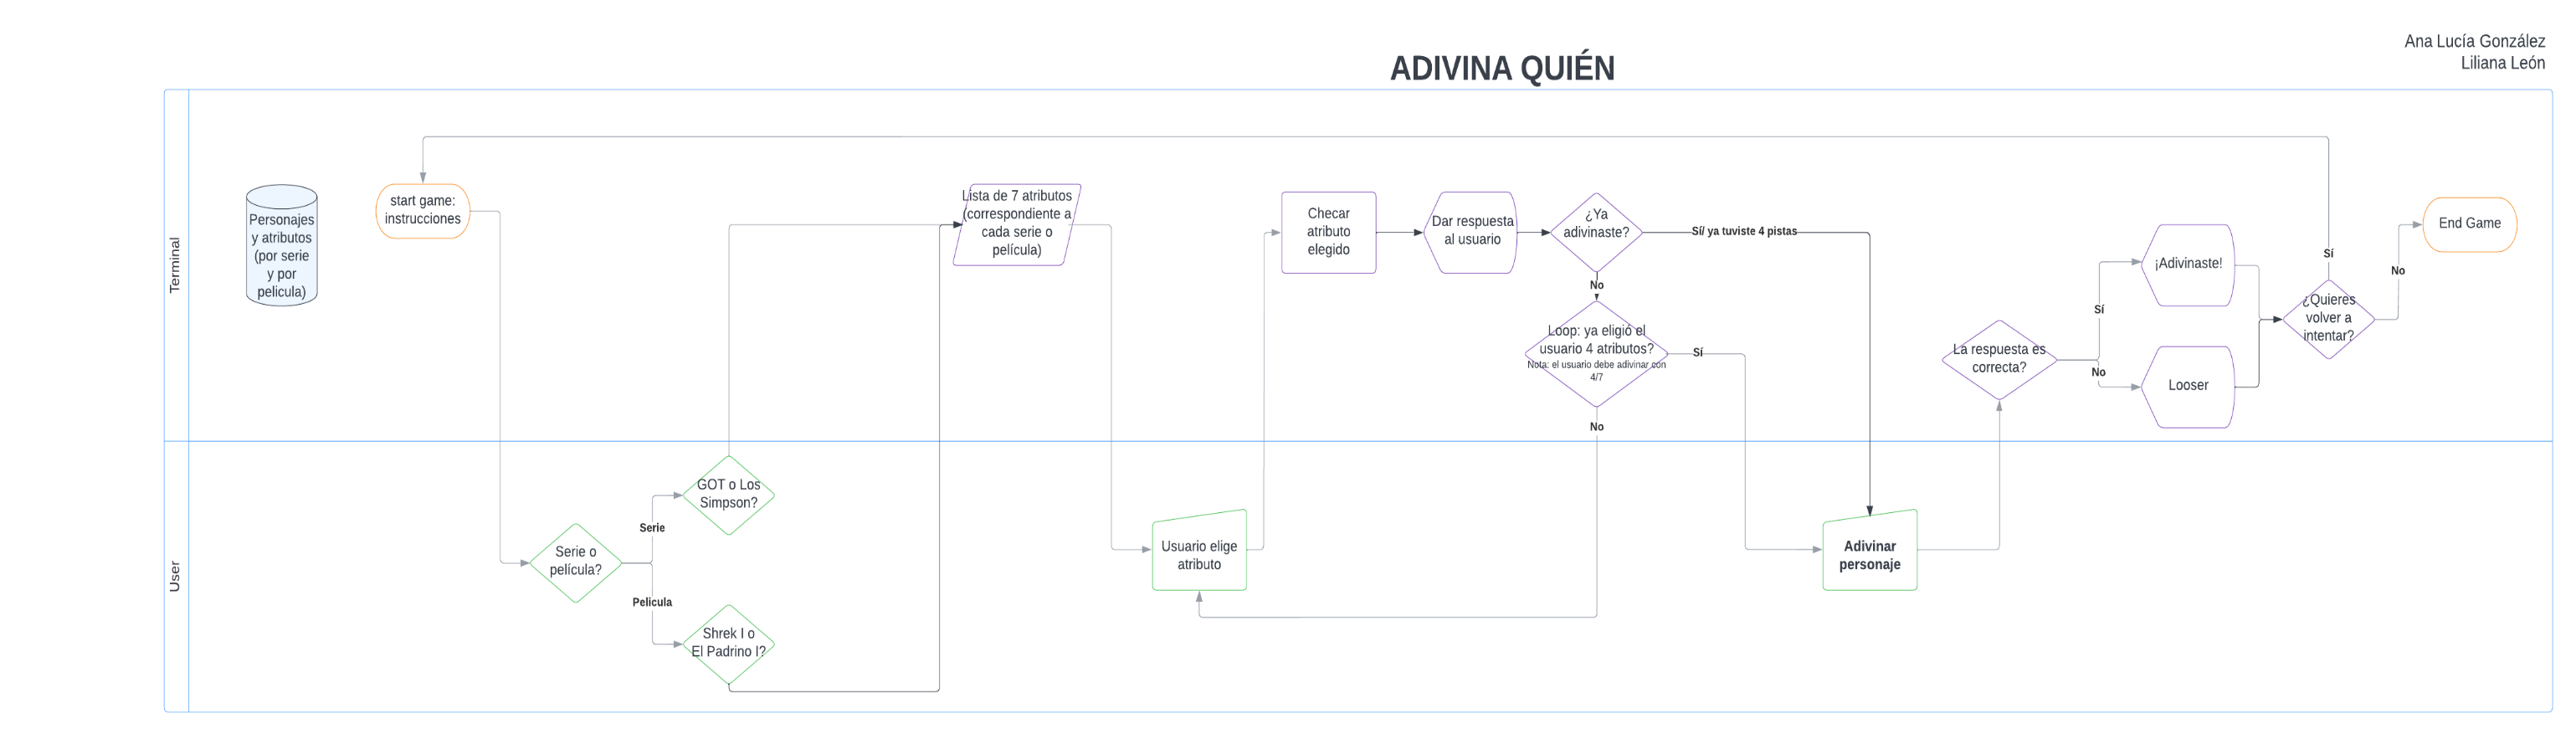 Ana Lucía González
Liliana León
ADIVINA QUIÉN
Terminal
Personajes
y atributos
(por serie
y por
pelicula)
start game:
instrucciones
Lista de 7 atributos
(correspondiente a
cada serie o
película)
Checar
atributo
elegido
Dar respuesta
al usuario
¿Ya
adivinaste?
Sí/ ya tuviste 4 pistas
No
Loop: ya eligió el
usuario 4 atributos?
Nota: el usuario debe adivinar con
4/7
Sí
No
La respuesta es
correcta?
Sí
No
¡Adivinaste!
Looser
¿Quieres
volver a
intentar?
Sí
No
End Game
User
Serie o
película?
Serie
Pelicula
GOT o Los
Simpson?
Shrek I o
El Padrino I?
Usuario elige
atributo
Adivinar
personaje